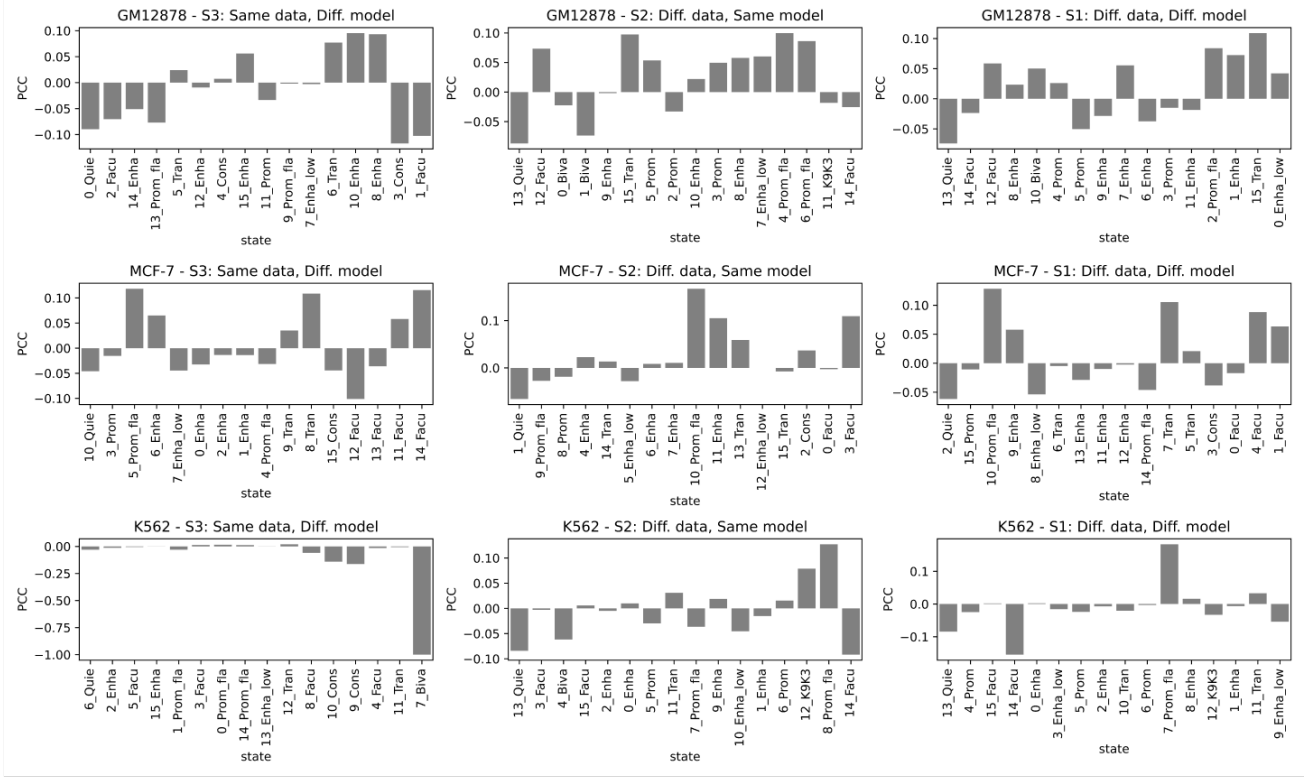 GM12878 - S3: Same data, Diff. model
PCC
0.10
0.05
0.00
−0.05
−0.10
0_Quie
2_Facu
14_Enha
13_Prom_fla
5_Tran
12_Enha
4_Cons
15_Enha
11_Prom
9_Prom_fla
7_Enha_low
6_Tran
10_Enha
8_Enha
3_Cons
1_Facu
state
GM12878 - S2: Diff. data, Same model
PCC
0.10
0.05
0.00
−0.05
13_Quie
12_Facu
0_Biva
1_Biva
9_Enha
15_Tran
5_Prom
2_Prom
10_Enha
3_Prom
8_Enha
7_Enha_low
4_Prom_fla
6_Prom_fla
11_K9K3
14_Facu
state
GM12878 - S1: Diff. data, Diff. model
PCC
0.10
0.05
0.00
−0.05
13_Quie
14_Facu
12_Facu
8_Enha
10_Biva
4_Prom
5_Prom
9_Enha
7_Enha
6_Enha
3_Prom
11_Enha
2_Prom_fla
1_Enha
15_Tran
0_Enha_low
state
MCF-7 - S3: Same data, Diff. model
PCC
0.10
0.05
0.00
−0.05
−0.10
10_Quie
3_Prom
5_Prom_fla
6_Enha
7_Enha_low
0_Enha
2_Enha
1_Enha
4_Prom_fla
9_Tran
8_Tran
15_Cons
12_Facu
13_Facu
11_Facu
14_Facu
state
MCF-7 - S2: Diff. data, Same model
PCC
0.1
0.0
1_Quie
9_Prom_fla
8_Prom
4_Enha
14_Tran
5_Enha_low
6_Enha
7_Enha
10_Prom_fla
11_Enha
13_Tran
12_Enha_low
15_Tran
2_Cons
0_Facu
3_Facu
state
MCF-7 - S1: Diff. data, Diff. model
PCC
0.10
0.05
0.00
−0.05
2_Quie
15_Prom
10_Prom_fla
9_Enha
8_Enha_low
6_Tran
13_Enha
11_Enha
12_Enha
14_Prom_fla
7_Tran
5_Tran
3_Cons
0_Facu
4_Facu
1_Facu
state
K562 - S3: Same data, Diff. model
PCC
0.00
−0.25
−0.50
−0.75
−1.00
6_Quie
2_Enha
5_Facu
15_Enha
1_Prom_fla
3_Facu
0_Prom_fla
14_Prom_fla
13_Enha_low
12_Tran
8_Facu
10_Cons
9_Cons
4_Facu
11_Tran
7_Biva
state
K562 - S2: Diff. data, Same model
PCC
0.10
0.05
0.00
−0.05
−0.10
13_Quie
3_Facu
4_Biva
15_Facu
2_Enha
0_Enha
5_Prom
11_Tran
7_Prom_fla
9_Enha
10_Enha_low
1_Enha
6_Prom
12_K9K3
8_Prom_fla
14_Facu
state
K562 - S1: Diff. data, Diff. model
PCC
0.1
0.0
−0.1
13_Quie
4_Prom
15_Facu
14_Facu
0_Enha
3_Enha_low
5_Prom
2_Enha
10_Tran
6_Prom
7_Prom_fla
8_Enha
12_K9K3
1_Enha
11_Tran
9_Enha_low
state